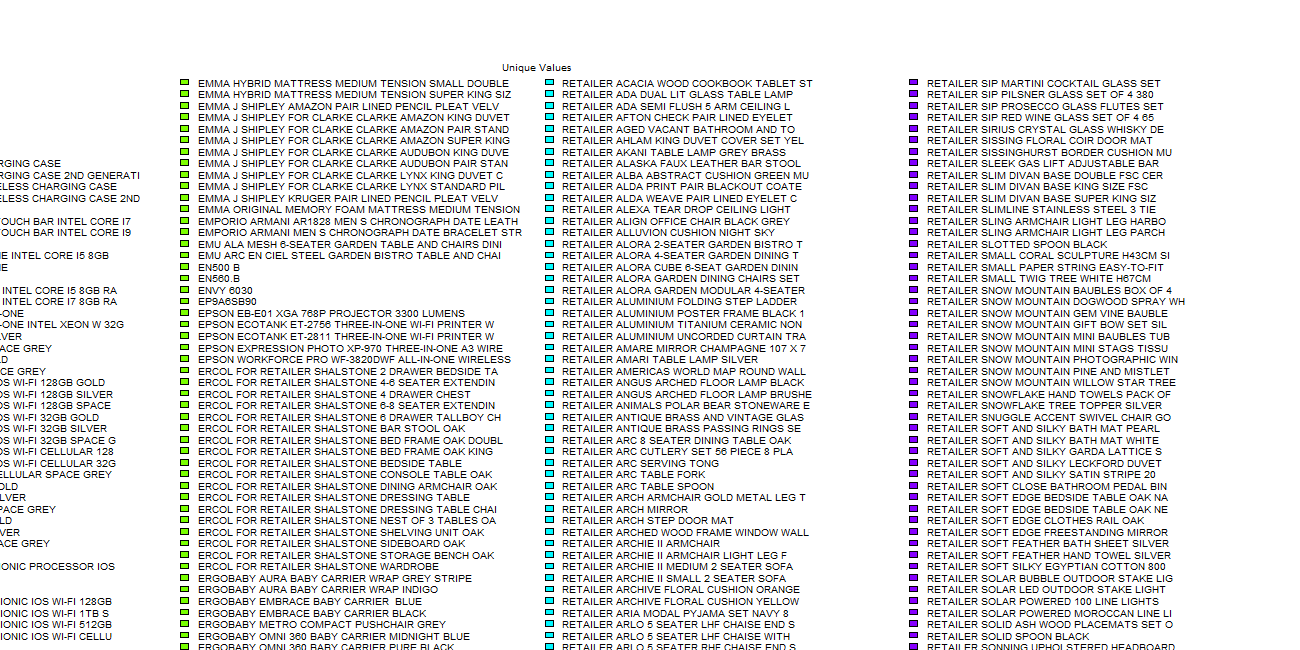 Unique Values
RGING CASE
RGING CASE 2ND GENERATI
ELESS CHARGING CASE
ELESS CHARGING CASE 2ND
TOUCH BAR INTEL CORE I7
TOUCH BAR INTEL CORE I9
E INTEL CORE I5 8GB
E
INTEL CORE I5 8GB RA
INTEL CORE I7 8GB RA
-ONE
-ONE INTEL XEON W 32G
VER
ACE GREY
D
CE GREY
OS WI-FI 128GB GOLD
OS WI-FI 128GB SILVER
OS WI-FI 128GB SPACE
OS WI-FI 32GB GOLD
OS WI-FI 32GB SILVER
OS WI-FI 32GB SPACE G
OS WI-FI CELLULAR 128
OS WI-FI CELLULAR 32G
ELLULAR SPACE GREY
OLD
LVER
PACE GREY
LD
VER
ACE GREY
IONIC PROCESSOR IOS
IONIC IOS WI-FI 128GB
IONIC IOS WI-FI 1TB S
IONIC IOS WI-FI 512GB
IONIC IOS WI-FI CELLU
EMMA HYBRID MATTRESS MEDIUM TENSION SMALL DOUBLE
EMMA HYBRID MATTRESS MEDIUM TENSION SUPER KING SIZ
EMMA J SHIPLEY AMAZON PAIR LINED PENCIL PLEAT VELV
EMMA J SHIPLEY FOR CLARKE CLARKE AMAZON KING DUVET
EMMA J SHIPLEY FOR CLARKE CLARKE AMAZON PAIR STAND
EMMA J SHIPLEY FOR CLARKE CLARKE AMAZON SUPER KING
EMMA J SHIPLEY FOR CLARKE CLARKE AUDUBON KING DUVE
EMMA J SHIPLEY FOR CLARKE CLARKE AUDUBON PAIR STAN
EMMA J SHIPLEY FOR CLARKE CLARKE LYNX KING DUVET C
EMMA J SHIPLEY FOR CLARKE CLARKE LYNX STANDARD PIL
EMMA J SHIPLEY KRUGER PAIR LINED PENCIL PLEAT VELV
EMMA ORIGINAL MEMORY FOAM MATTRESS MEDIUM TENSION
EMPORIO ARMANI AR1828 MEN S CHRONOGRAPH DATE LEATH
EMPORIO ARMANI MEN S CHRONOGRAPH DATE BRACELET STR
EMU ALA MESH 6-SEATER GARDEN TABLE AND CHAIRS DINI
EMU ARC EN CIEL STEEL GARDEN BISTRO TABLE AND CHAI
EN500 B
EN560.B
ENVY 6030
EP9A6SB90
EPSON EB-E01 XGA 768P PROJECTOR 3300 LUMENS
EPSON ECOTANK ET-2756 THREE-IN-ONE WI-FI PRINTER W
EPSON ECOTANK ET-2811 THREE-IN-ONE WI-FI PRINTER W
EPSON EXPRESSION PHOTO XP-970 THREE-IN-ONE A3 WIRE
EPSON WORKFORCE PRO WF-3820DWF ALL-IN-ONE WIRELESS
ERCOL FOR RETAILER SHALSTONE 2 DRAWER BEDSIDE TA
ERCOL FOR RETAILER SHALSTONE 4-6 SEATER EXTENDIN
ERCOL FOR RETAILER SHALSTONE 4 DRAWER CHEST
ERCOL FOR RETAILER SHALSTONE 6-8 SEATER EXTENDIN
ERCOL FOR RETAILER SHALSTONE 6 DRAWER TALLBOY CH
ERCOL FOR RETAILER SHALSTONE BAR STOOL OAK
ERCOL FOR RETAILER SHALSTONE BED FRAME OAK DOUBL
ERCOL FOR RETAILER SHALSTONE BED FRAME OAK KING
ERCOL FOR RETAILER SHALSTONE BEDSIDE TABLE
ERCOL FOR RETAILER SHALSTONE CONSOLE TABLE OAK
ERCOL FOR RETAILER SHALSTONE DINING ARMCHAIR OAK
ERCOL FOR RETAILER SHALSTONE DRESSING TABLE
ERCOL FOR RETAILER SHALSTONE DRESSING TABLE CHAI
ERCOL FOR RETAILER SHALSTONE NEST OF 3 TABLES OA
ERCOL FOR RETAILER SHALSTONE SHELVING UNIT OAK
ERCOL FOR RETAILER SHALSTONE SIDEBOARD OAK
ERCOL FOR RETAILER SHALSTONE STORAGE BENCH OAK
ERCOL FOR RETAILER SHALSTONE WARDROBE
ERGOBABY AURA BABY CARRIER WRAP GREY STRIPE
ERGOBABY AURA BABY CARRIER WRAP INDIGO
ERGOBABY EMBRACE BABY CARRIER  BLUE
ERGOBABY EMBRACE BABY CARRIER BLACK
ERGOBABY METRO COMPACT PUSHCHAIR GREY
ERGOBABY OMNI 360 BABY CARRIER MIDNIGHT BLUE
ERGOBABY OMNI 360 BABY CARRIER PURE BLACK
RETAILER ACACIA WOOD COOKBOOK TABLET ST
RETAILER ADA DUAL LIT GLASS TABLE LAMP
RETAILER ADA SEMI FLUSH 5 ARM CEILING L
RETAILER AFTON CHECK PAIR LINED EYELET
RETAILER AGED VACANT BATHROOM AND TO
RETAILER AHLAM KING DUVET COVER SET YEL
RETAILER AKANI TABLE LAMP GREY BRASS
RETAILER ALASKA FAUX LEATHER BAR STOOL
RETAILER ALBA ABSTRACT CUSHION GREEN MU
RETAILER ALDA PRINT PAIR BLACKOUT COATE
RETAILER ALDA WEAVE PAIR LINED EYELET C
RETAILER ALEXA TEAR DROP CEILING LIGHT
RETAILER ALIGN OFFICE CHAIR BLACK GREY
RETAILER ALLUVION CUSHION NIGHT SKY
RETAILER ALORA 2-SEATER GARDEN BISTRO T
RETAILER ALORA 4-SEATER GARDEN DINING T
RETAILER ALORA CUBE 6-SEAT GARDEN DININ
RETAILER ALORA GARDEN DINING CHAIRS SET
RETAILER ALORA GARDEN MODULAR 4-SEATER
RETAILER ALUMINIUM FOLDING STEP LADDER
RETAILER ALUMINIUM POSTER FRAME BLACK 1
RETAILER ALUMINIUM TITANIUM CERAMIC NON
RETAILER ALUMINIUM UNCORDED CURTAIN TRA
RETAILER AMARE MIRROR CHAMPAGNE 107 X 7
RETAILER AMARI TABLE LAMP SILVER
RETAILER AMERICAS WORLD MAP ROUND WALL
RETAILER ANGUS ARCHED FLOOR LAMP BLACK
RETAILER ANGUS ARCHED FLOOR LAMP BRUSHE
RETAILER ANIMALS POLAR BEAR STONEWARE E
RETAILER ANTIQUE BRASS AND VINTAGE GLAS
RETAILER ANTIQUE BRASS PASSING RINGS SE
RETAILER ARC 8 SEATER DINING TABLE OAK
RETAILER ARC CUTLERY SET 56 PIECE 8 PLA
RETAILER ARC SERVING TONG
RETAILER ARC TABLE FORK
RETAILER ARC TABLE SPOON
RETAILER ARCH ARMCHAIR GOLD METAL LEG T
RETAILER ARCH MIRROR
RETAILER ARCH STEP DOOR MAT
RETAILER ARCHED WOOD FRAME WINDOW WALL
RETAILER ARCHIE II ARMCHAIR
RETAILER ARCHIE II ARMCHAIR LIGHT LEG F
RETAILER ARCHIE II MEDIUM 2 SEATER SOFA
RETAILER ARCHIE II SMALL 2 SEATER SOFA
RETAILER ARCHIVE FLORAL CUSHION ORANGE
RETAILER ARCHIVE FLORAL CUSHION YELLOW
RETAILER ARIA MODAL PYJAMA SET NAVY 8
RETAILER ARLO 5 SEATER LHF CHAISE END S
RETAILER ARLO 5 SEATER LHF CHAISE WITH
RETAILER ARLO 5 SEATER RHF CHAISE END S
RETAILER SIP MARTINI COCKTAIL GLASS SET
RETAILER SIP PILSNER GLASS SET OF 4 380
RETAILER SIP PROSECCO GLASS FLUTES SET
RETAILER SIP RED WINE GLASS SET OF 4 65
RETAILER SIRIUS CRYSTAL GLASS WHISKY DE
RETAILER SISSING FLORAL COIR DOOR MAT
RETAILER SISSINGHURST BORDER CUSHION MU
RETAILER SLEEK GAS LIFT ADJUSTABLE BAR
RETAILER SLIM DIVAN BASE DOUBLE FSC CER
RETAILER SLIM DIVAN BASE KING SIZE FSC
RETAILER SLIM DIVAN BASE SUPER KING SIZ
RETAILER SLIMLINE STAINLESS STEEL 3 TIE
RETAILER SLING ARMCHAIR LIGHT LEG HARBO
RETAILER SLING ARMCHAIR LIGHT LEG PARCH
RETAILER SLOTTED SPOON BLACK
RETAILER SMALL CORAL SCULPTURE H43CM SI
RETAILER SMALL PAPER STRING EASY-TO-FIT
RETAILER SMALL TWIG TREE WHITE H67CM
RETAILER SNOW MOUNTAIN BAUBLES BOX OF 4
RETAILER SNOW MOUNTAIN DOGWOOD SPRAY WH
RETAILER SNOW MOUNTAIN GEM VINE BAUBLE
RETAILER SNOW MOUNTAIN GIFT BOW SET SIL
RETAILER SNOW MOUNTAIN MINI BAUBLES TUB
RETAILER SNOW MOUNTAIN MINI STAGS TISSU
RETAILER SNOW MOUNTAIN PHOTOGRAPHIC WIN
RETAILER SNOW MOUNTAIN PINE AND MISTLET
RETAILER SNOW MOUNTAIN WILLOW STAR TREE
RETAILER SNOWFLAKE HAND TOWELS PACK OF
RETAILER SNOWFLAKE TREE TOPPER SILVER
RETAILER SNUGGLE ACCENT SWIVEL CHAIR GO
RETAILER SOFT AND SILKY BATH MAT PEARL
RETAILER SOFT AND SILKY BATH MAT WHITE
RETAILER SOFT AND SILKY GARDA LATTICE S
RETAILER SOFT AND SILKY LECKFORD DUVET
RETAILER SOFT AND SILKY SATIN STRIPE 20
RETAILER SOFT CLOSE BATHROOM PEDAL BIN
RETAILER SOFT EDGE BEDSIDE TABLE OAK NA
RETAILER SOFT EDGE BEDSIDE TABLE OAK NE
RETAILER SOFT EDGE CLOTHES RAIL OAK
RETAILER SOFT EDGE FREESTANDING MIRROR
RETAILER SOFT FEATHER BATH SHEET SILVER
RETAILER SOFT FEATHER HAND TOWEL SILVER
RETAILER SOFT SILKY EGYPTIAN COTTON 800
RETAILER SOLAR BUBBLE OUTDOOR STAKE LIG
RETAILER SOLAR LED OUTDOOR STAKE LIGHT
RETAILER SOLAR POWERED 100 LINE LIGHTS
RETAILER SOLAR POWERED MOROCCAN LINE LI
RETAILER SOLID ASH WOOD PLACEMATS SET O
RETAILER SOLID SPOON BLACK
RETAILER SONNING UPHOLSTERED HEADBOARD